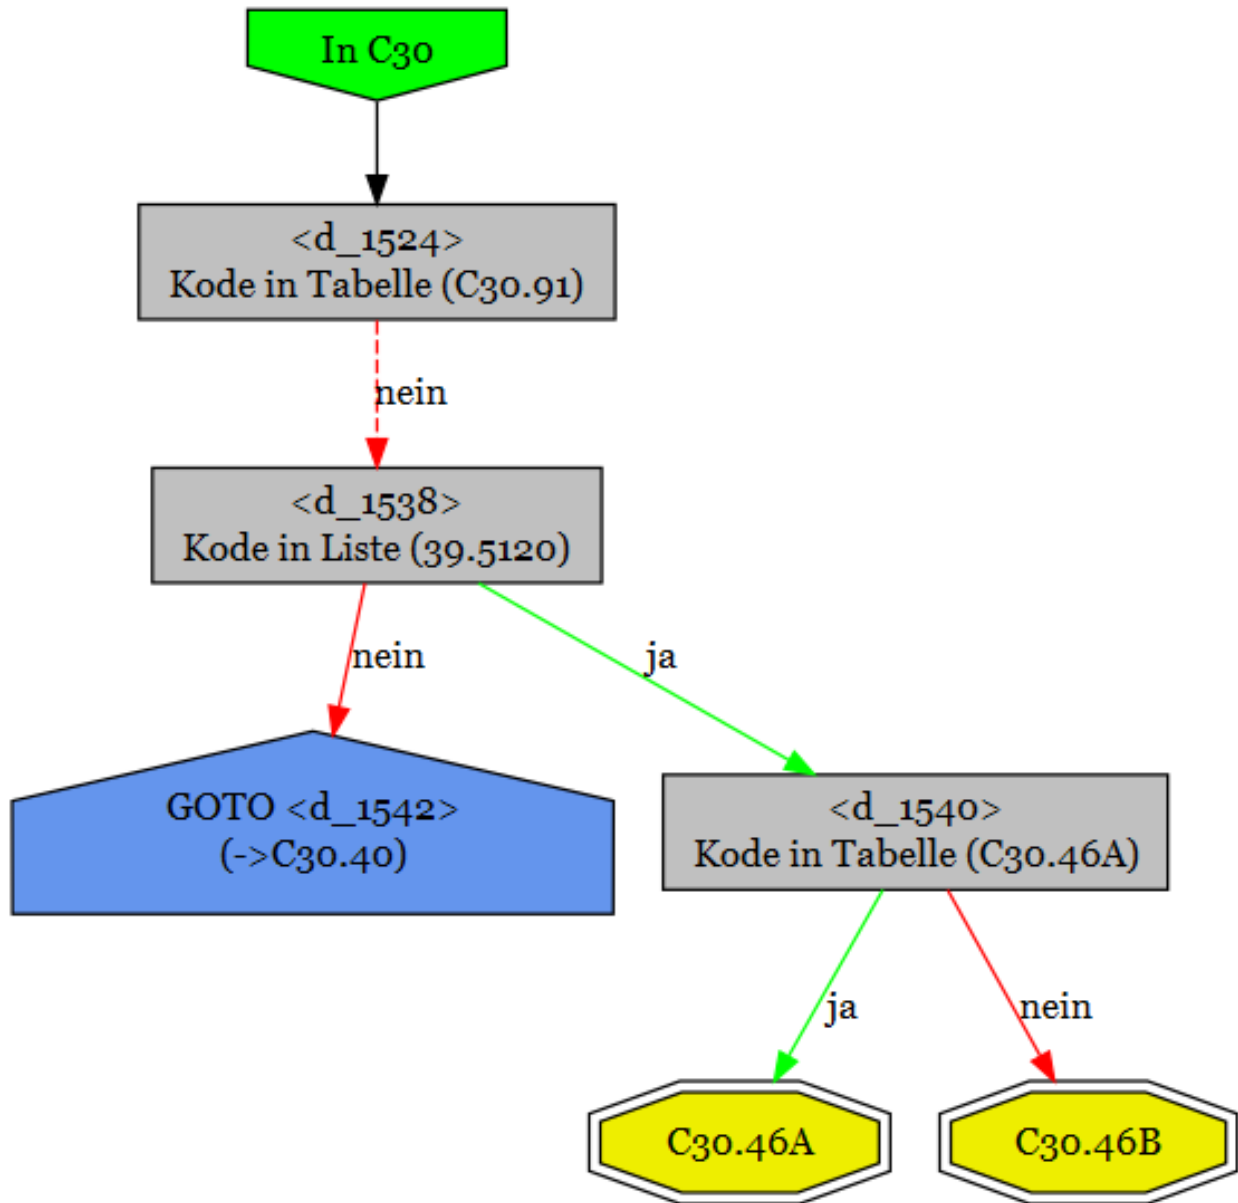 In C30
<d_1524>
Kode in Tabelle (C30.91)
nein
<d_1538>
Kode in Liste (39.5120)
nein
ja
GOTO <d_1542>
(->C30.40)
<d_1540>
Kode in Tabelle (C30.46A)
ja
nein
C30.46A
C30.46B